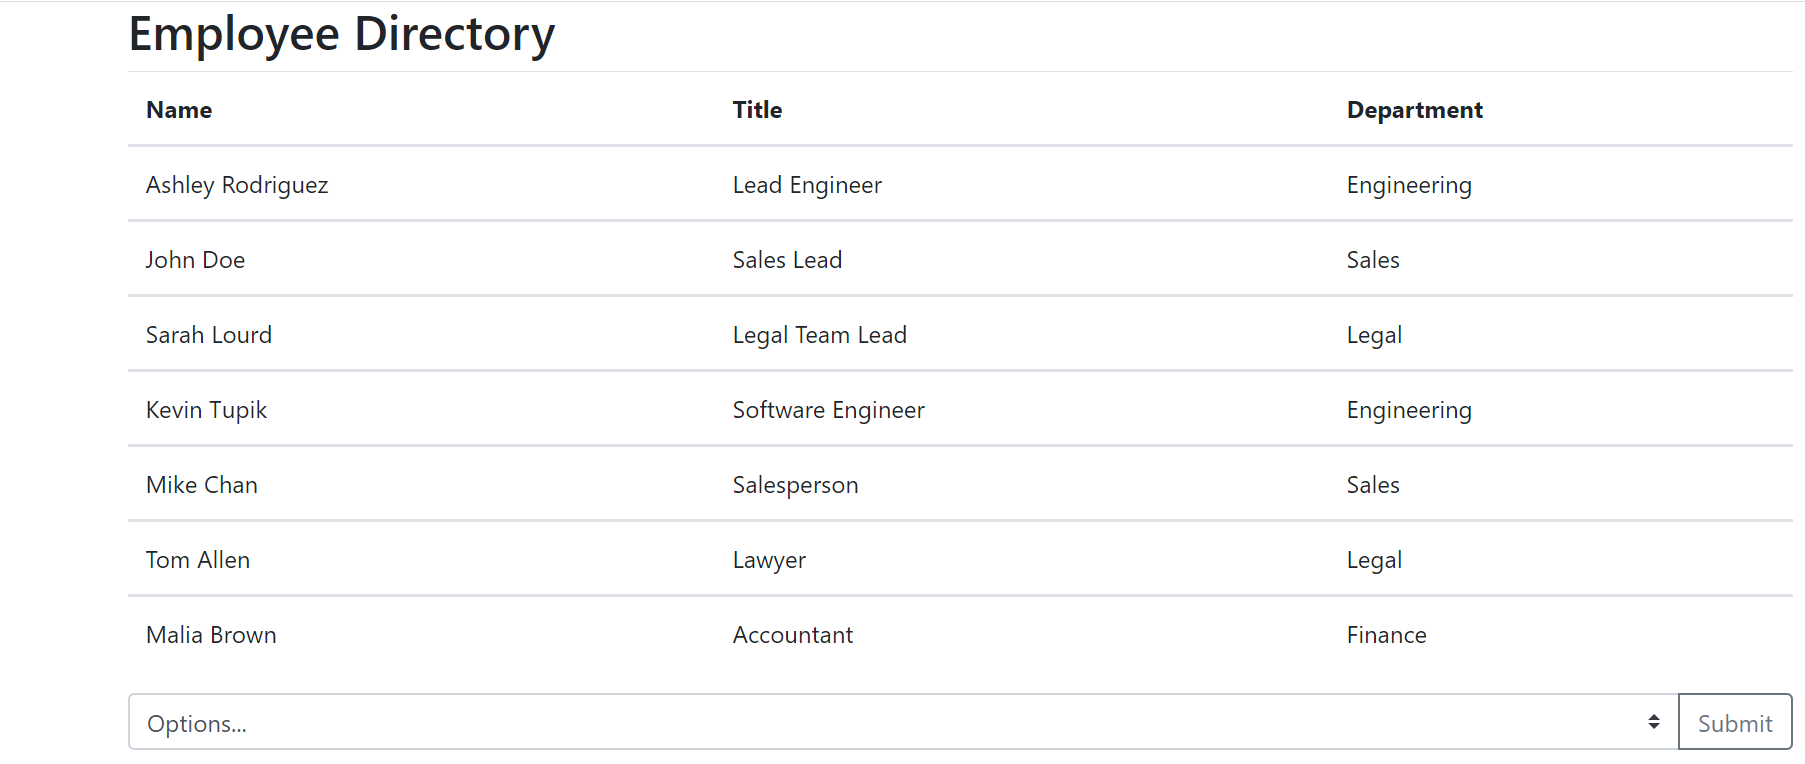 Employee Directory
Name Title Department
Ashley Rodriguez Lead Engineer Engineering
John Doe Sales Lead Sales
Sarah Lourd Legal Team Lead Legal
Kevin Tupik Software Engineer Engineering
Mike Chan Salesperson Sales
Tom Allen Lawyer Legal
Malia Brown Accountant Finance
Options... Submit